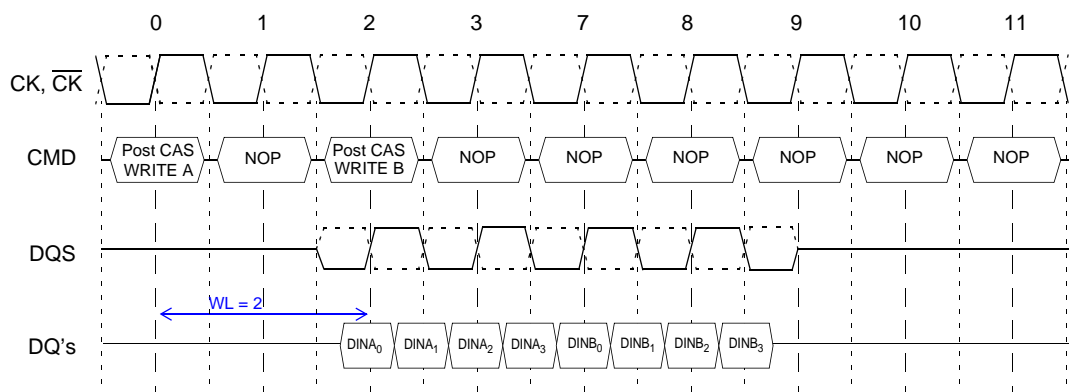 0 1 2 3 7 8 9 10 11
CK, CK
CMD
Post CAS
WRITE A
NOP
Post CAS
WRITE B
NOP
NOP
NOP
NOP
NOP
NOP
DQS
WL = 2
DQ's
DINA0 DINA1 DINA2 DINA3 DINB0 DINB1 DINB2 DINB3